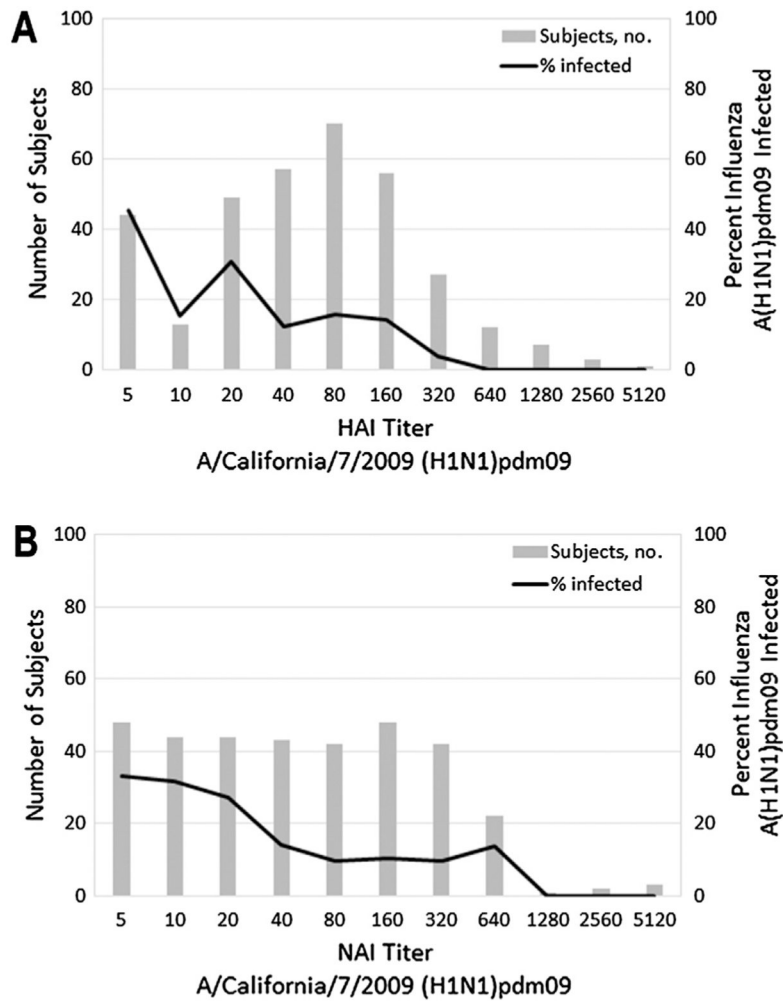 A
100
80
60
40
20
0
Number of Subjects
Subjects, no.
% infected
100
80
60
40
20
0
Percent Influenza
A(H1N1)pdm09 Infected
5 10 20 40 80 160 320 640 1280 2560 5120
HAI Titer
A/California/7/2009 (H1N1)pdm09
B
100
80
60
40
20
0
Number of Subjects
Subjects, no.
% infected
100
80
60
40
20
0
Percent Influenza
A(H1N1)pdm09 Infected
5 10 20 40 80 160 320 640 1280 2560 5120
NAI Titer
A/California/7/2009 (H1N1)pdm09